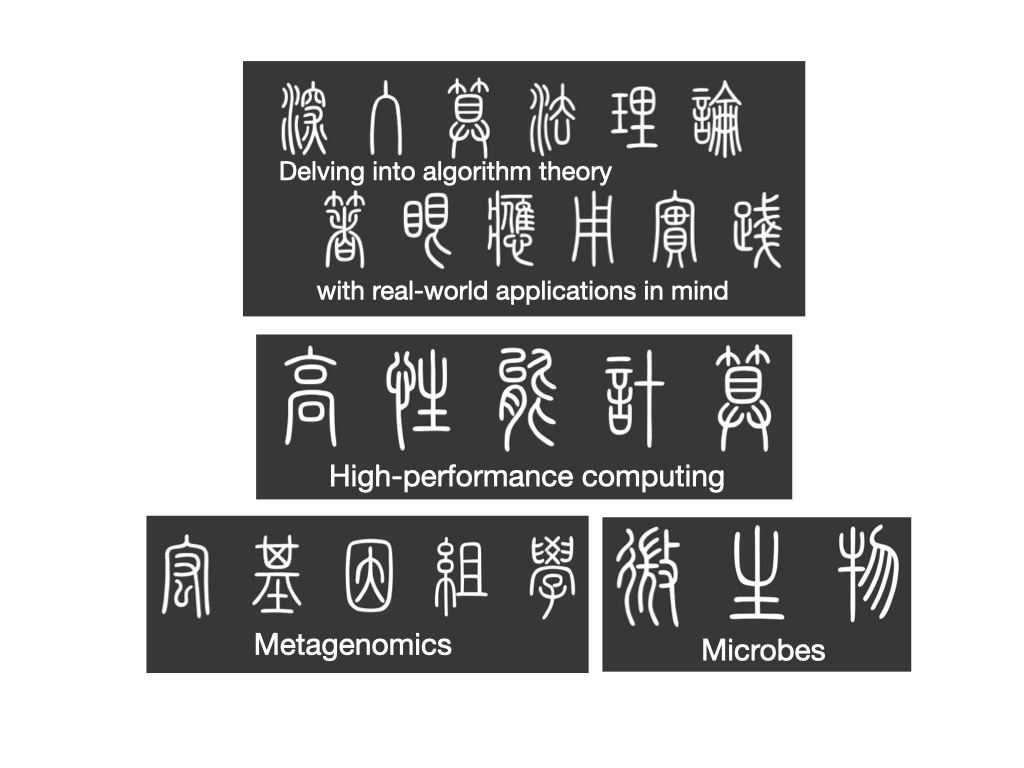 深入算法理論
Delving into algorithm theory
著眼應用實踐
with real-world applications in mind
高性能計算
High-performance computing
宏基因組學
Metagenomics
微生物
Microbes